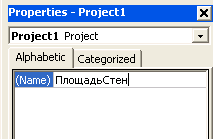 Properties - Project1
Project1 Project
Alphabetic Categorized
(Name) ПлощадьСтен